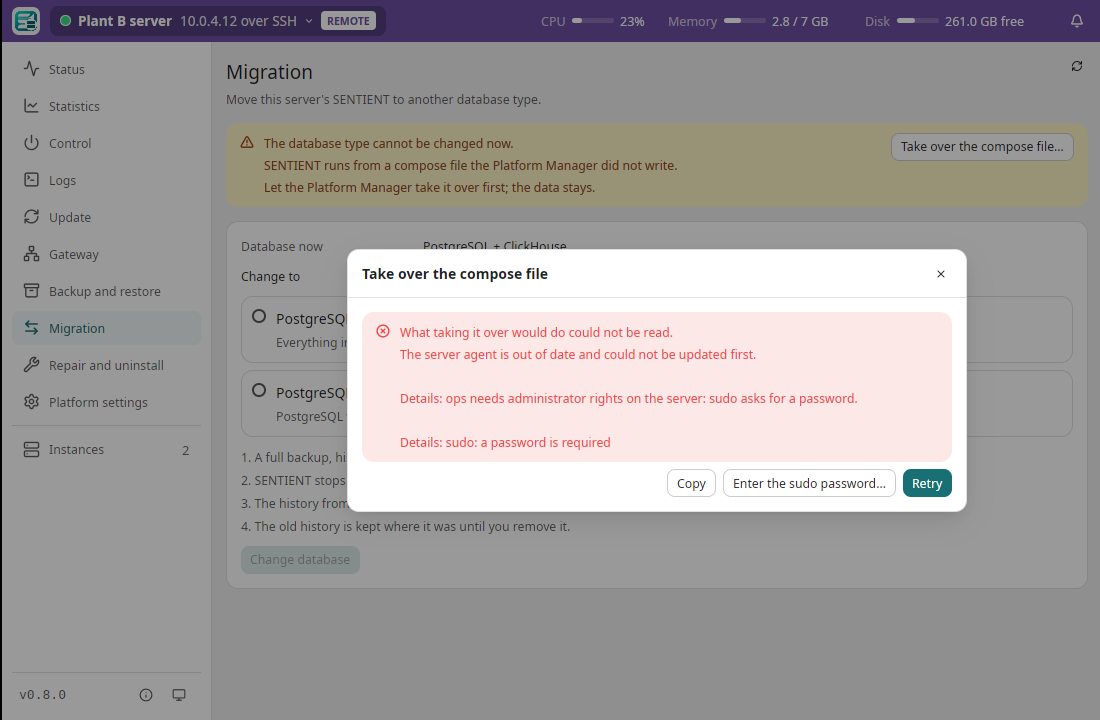 Plant B server 10.0.4.12 over SSH REMOTE CPU 23% Memory 2.8 / 7 GB Disk 261.0 GB free
Status
Statistics
Control
Logs
Update
Gateway
Backup and restore
Migration
Repair and uninstall
Platform settings
Instances 2
v0.8.0
Migration
Move this server's SENTIENT to another database type.
The database type cannot be changed now.
SENTIENT runs from a compose file the Platform Manager did not write.
Let the Platform Manager take it over first; the data stays.
Take over the compose file...
Database now PostgreSQL + ClickHouse
Change to
PostgreSQL
Everything
PostgreSQL
PostgreSQL
1. A full backup,
2. SENTIENT stops
3. The history from
4. The old history is kept where it was until you remove it.
Change database
Take over the compose file
What taking it over would do could not be read.
The server agent is out of date and could not be updated first.
Details: ops needs administrator rights on the server: sudo asks for a password.
Details: sudo: a password is required
Copy Enter the sudo password... Retry